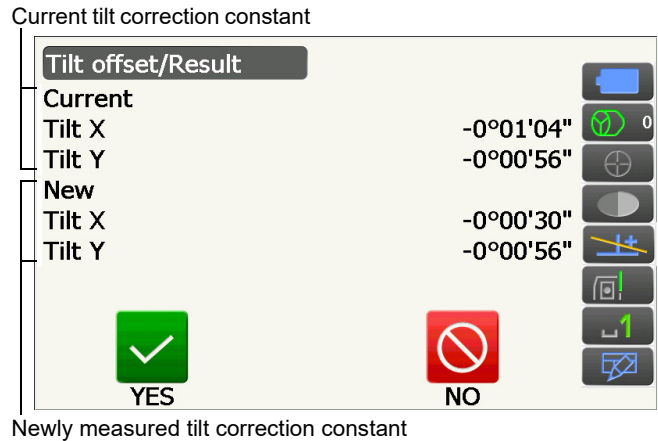 Current tilt correction constant
Tilt offset/Result
Current
Tilt X -0°01'04"
0
Tilt Y -0°00'56"
New
Tilt X -0°00'30"
Tilt Y -0°00'56"
1
YES NO
Newly measured tilt correction constant